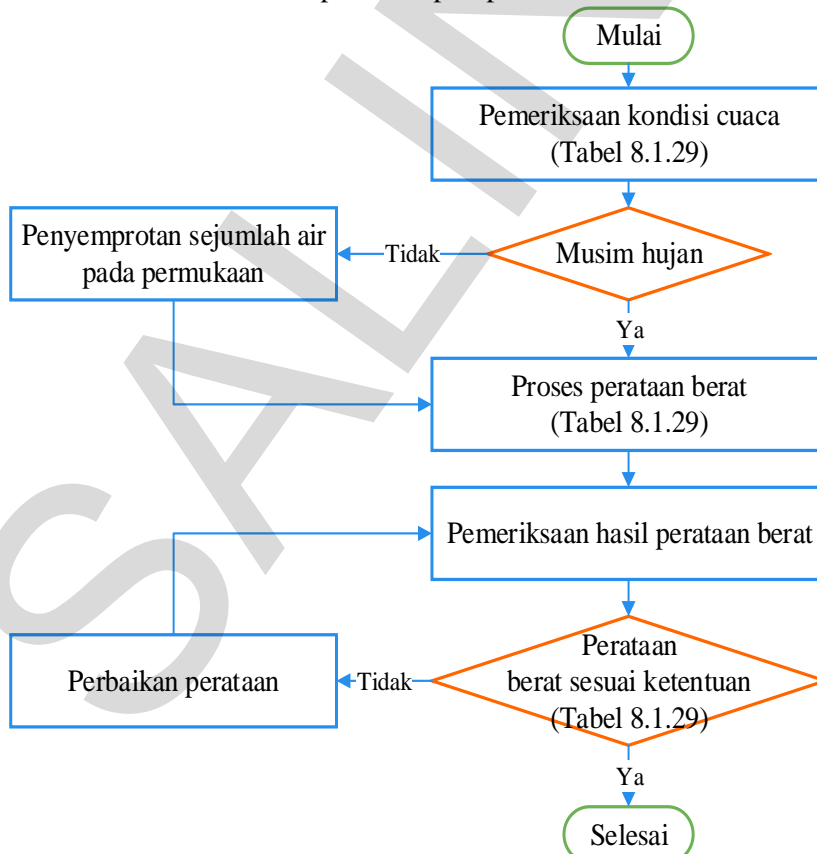 Mulai
Pemeriksaan kondisi cuaca
(Tabel 8.1.29)
Musim hujan
Tidak
Penyemprotan sejumlah air
pada permukaan
Ya
Proses perataan berat
(Tabel 8.1.29)
Pemeriksaan hasil perataan berat
Perataan
berat sesuai ketentuan
(Tabel 8.1.29)
Tidak
Perbaikan perataan
Ya
Selesai